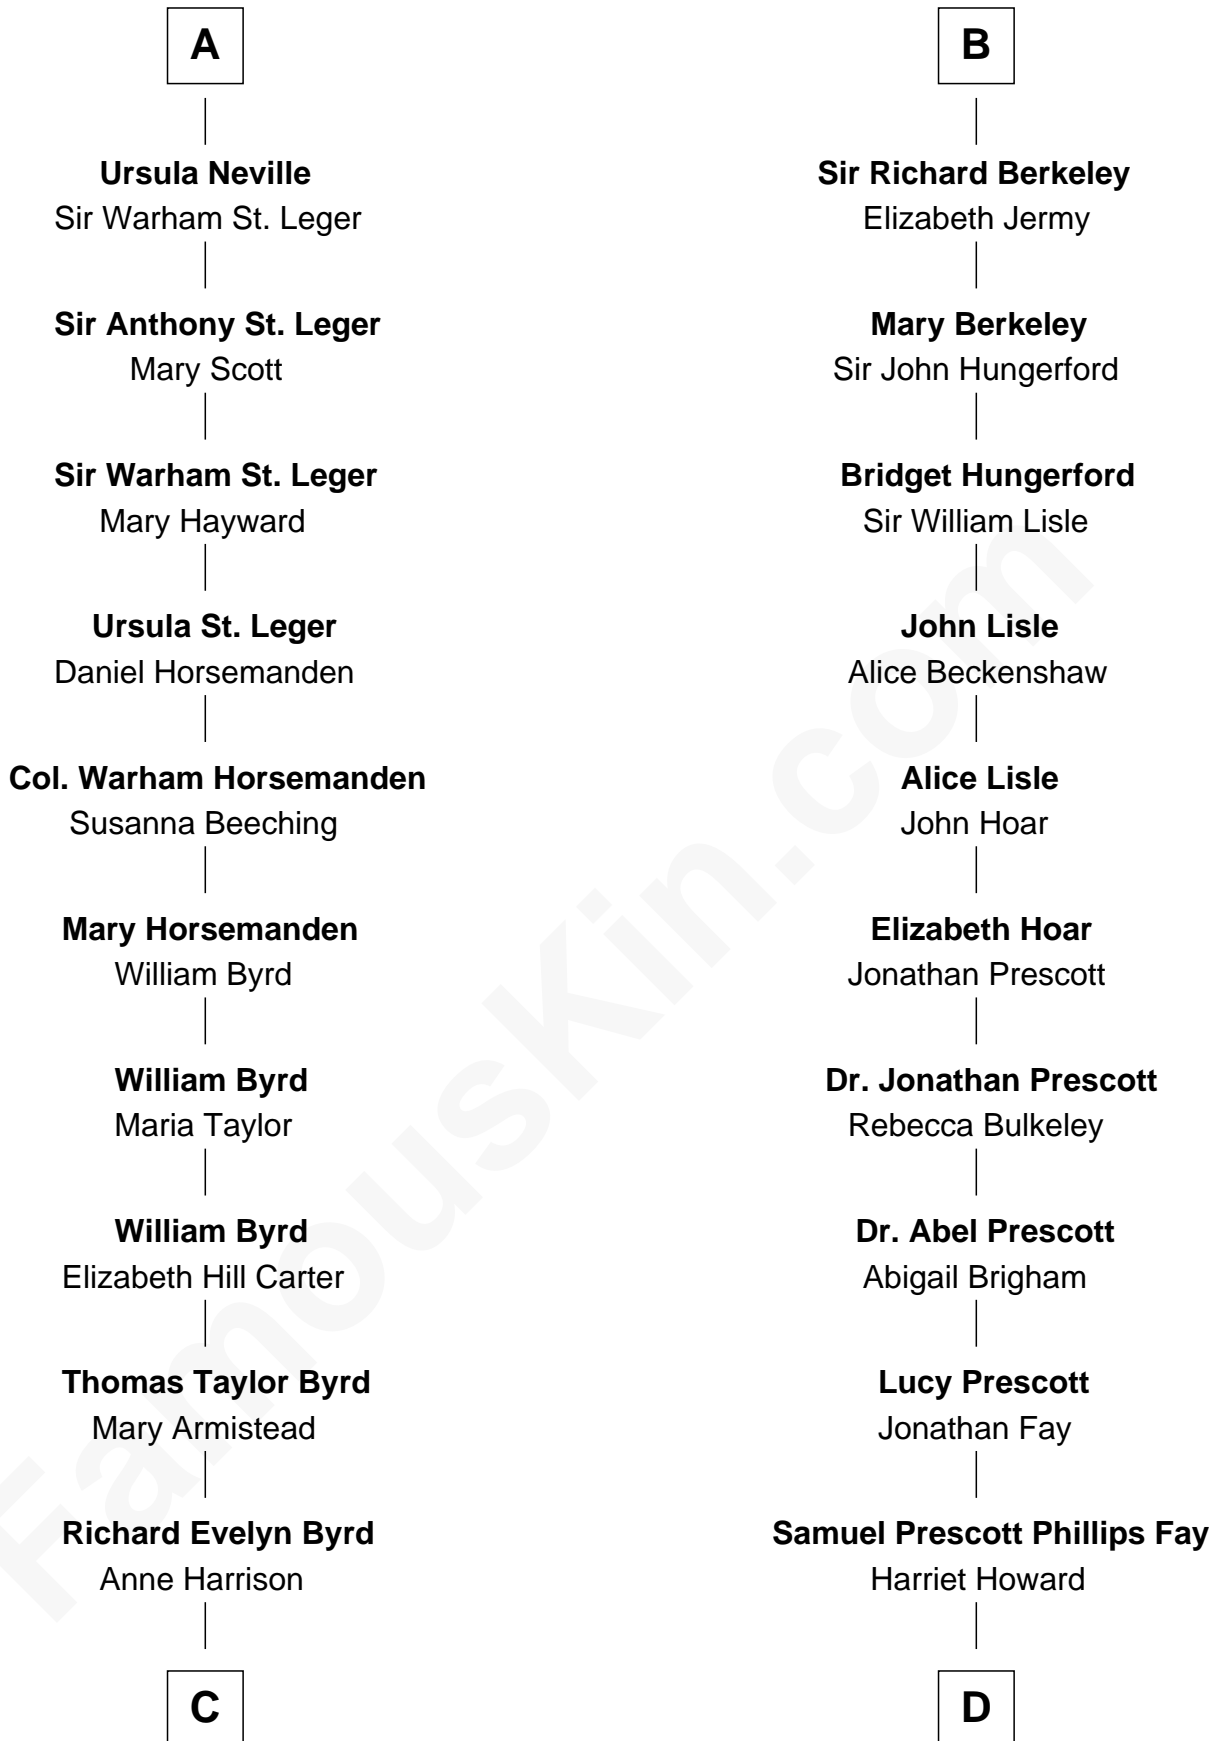 A
Ursula Neville
Sir Warham St. Leger
Sir Anthony St. Leger
Mary Scott
Sir Warham St. Leger
Mary Hayward
Ursula St. Leger
Daniel Horsemanden
Col. Warham Horsemanden
Susanna Beeching
Mary Horsemanden
William Byrd
William Byrd
Maria Taylor
William Byrd
Elizabeth Hill Carter
Thomas Taylor Byrd
Mary Armistead
Richard Evelyn Byrd
Anne Harrison
C
B
Sir Richard Berkeley
Elizabeth Jermy
Mary Berkeley
Sir John Hungerford
Bridget Hungerford
Sir William Lisle
John Lisle
Alice Beckenshaw
Alice Lisle
John Hoar
Elizabeth Hoar
Jonathan Prescott
Dr. Jonathan Prescott
Rebecca Bulkeley
Dr. Abel Prescott
Abigail Brigham
Lucy Prescott
Jonathan Fay
Samuel Prescott Phillips Fay
Harriet Howard
D
FamousKin.com